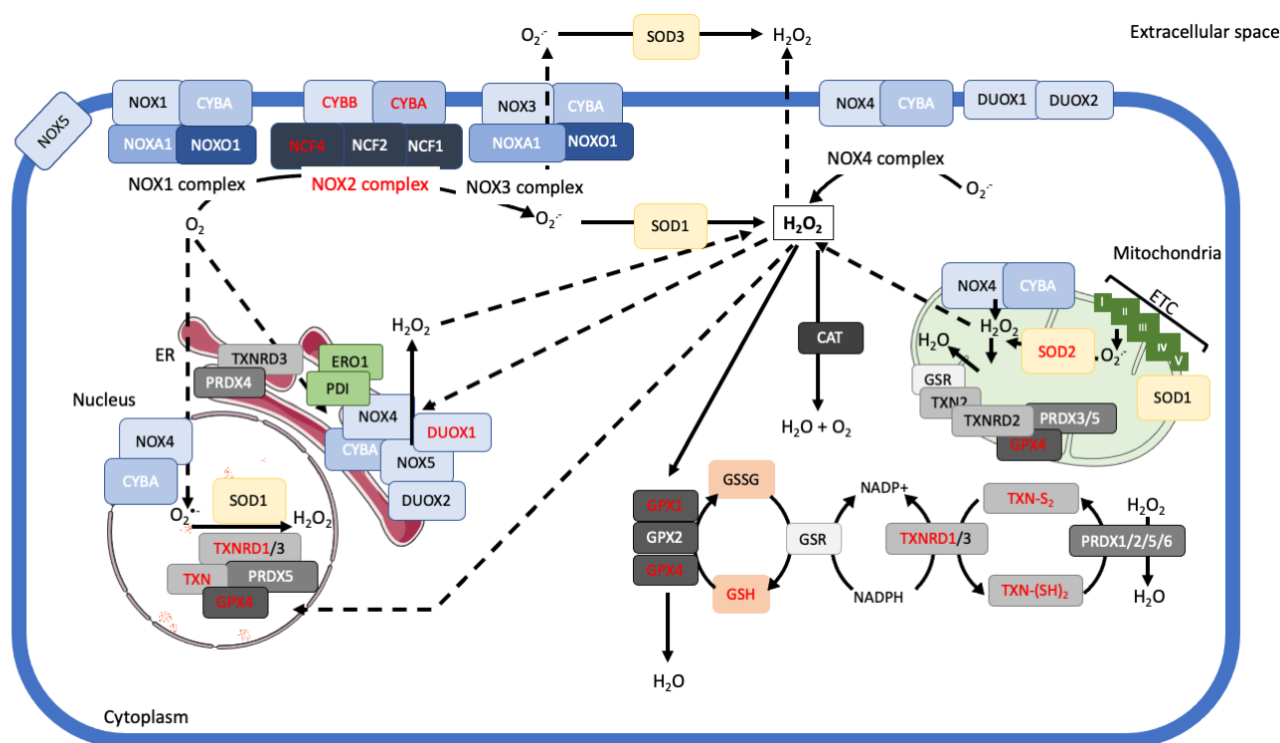 Extracellular space
O₂·⁻ SOD3 H₂O₂
NOX5
NOX1 CYBA
NOXA1 NOXO1
NOX1 complex
CYBB CYBA
NCF4 NCF2 NCF1
NOX2 complex
NOX3 CYBA
NOXA1 NOXO1
NOX3 complex
NOX4 CYBA
DUOX1 DUOX2
NOX4 complex
O₂·⁻
O₂
O₂·⁻ SOD1 H₂O₂
Mitochondria
ETC
I
II
III
IV
V
NOX4 CYBA
H₂O₂
H₂O
SOD2 O₂·⁻
SOD1
GSR
TXN2
TXNRD2 PRDX3/5
GPX4
H₂O₂
CAT
H₂O + O₂
ER
TXNRD3
PRDX4
ERO1
PDI
NOX4
DUOX1
CYBA
NOX5
DUOX2
Nucleus
NOX4
CYBA
SOD1
O₂·⁻ H₂O₂
TXNRD1/3
TXN PRDX5
GPX4
GPX1
GPX2
GPX4
H₂O
GSSG
GSH
GSR
NADP+
NADPH
TXNRD1/3
TXN-S₂
TXN-(SH)₂
H₂O₂
PRDX1/2/5/6
H₂O
Cytoplasm